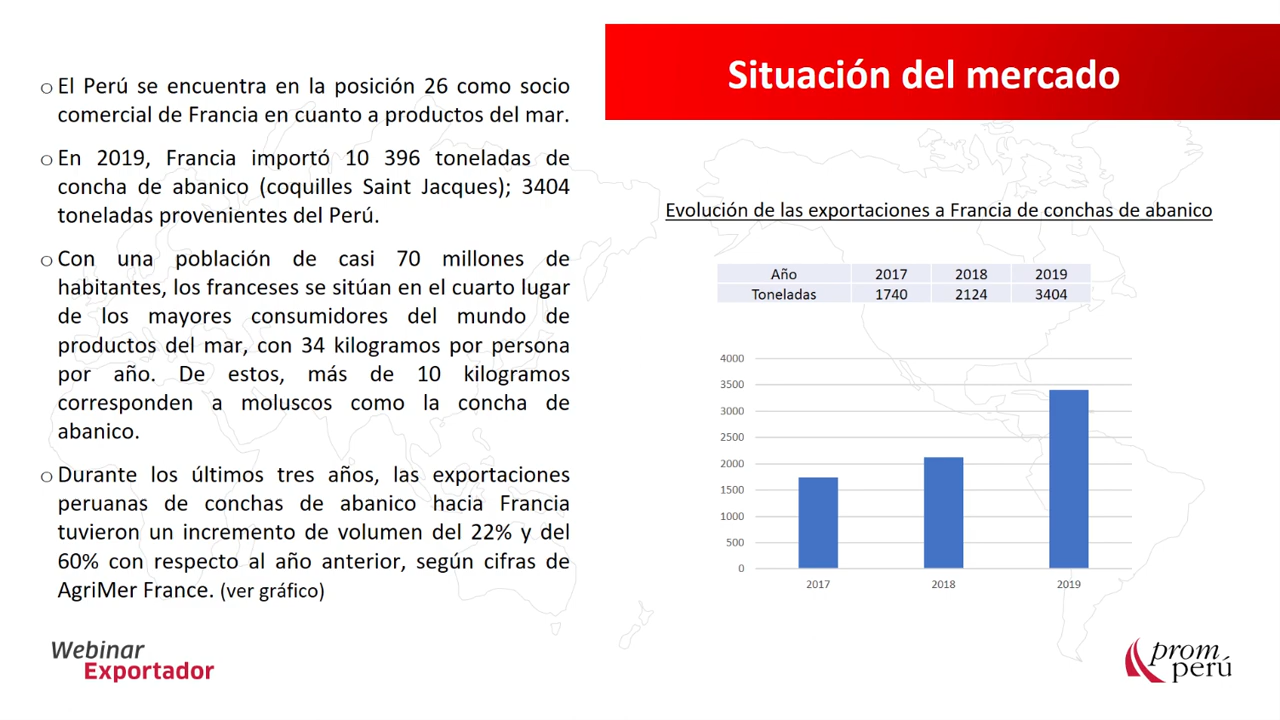 Situación del mercado
○ El Perú se encuentra en la posición 26 como socio
comercial de Francia en cuanto a productos del mar.
○ En 2019, Francia importó 10 396 toneladas de
concha de abanico (coquilles Saint Jacques); 3404
toneladas provenientes del Perú.
○ Con una población de casi 70 millones de
habitantes, los franceses se sitúan en el cuarto lugar
de los mayores consumidores del mundo de
productos del mar, con 34 kilogramos por persona
por año. De estos, más de 10 kilogramos
corresponden a moluscos como la concha de
abanico.
○ Durante los últimos tres años, las exportaciones
peruanas de conchas de abanico hacia Francia
tuvieron un incremento de volumen del 22% y del
60% con respecto al año anterior, según cifras de
AgriMer France. (ver gráfico)
Evolución de las exportaciones a Francia de conchas de abanico
Año 2017 2018 2019
Toneladas 1740 2124 3404
4000
3500
3000
2500
2000
1500
1000
500
0
2017 2018 2019
Webinar
Exportador
prom
perú